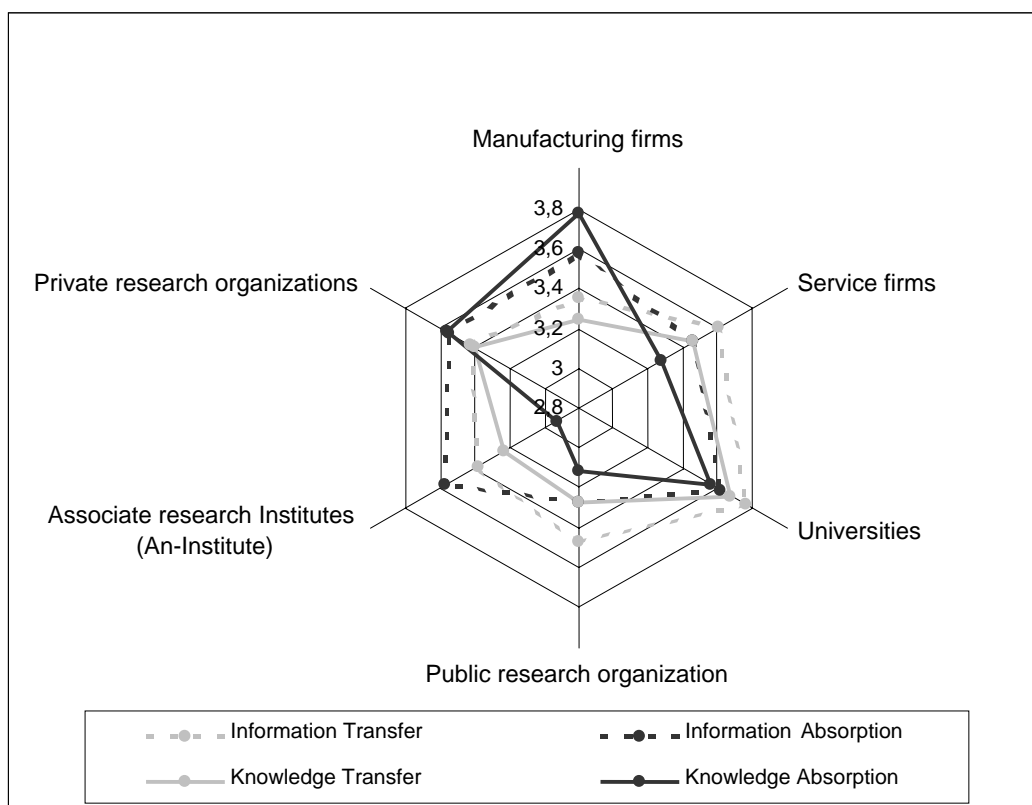 Manufacturing firms
3,8
3,6
Private research organizations
Service firms
3,4
3,2
3
2,8
Associate research Institutes
(An-Institute)
Universities
Public research organization
Information Transfer
Information Absorption
Knowledge Transfer
Knowledge Absorption